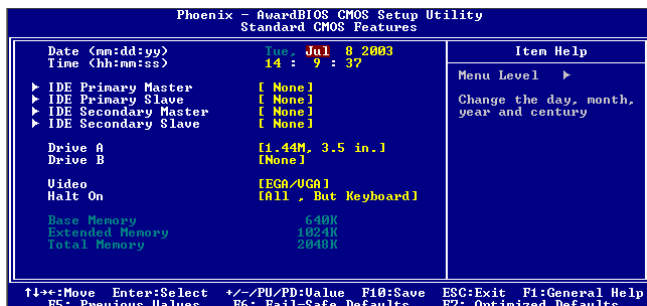 Phoenix - AwardBIOS CMOS Setup Utility
Standard CMOS Features
Date (mm:dd:yy) Tue, Jul 8 2003
Time (hh:mm:ss) 14 : 9 : 37
► IDE Primary Master [ None]
► IDE Primary Slave [ None]
► IDE Secondary Master [ None]
► IDE Secondary Slave [ None]
Drive A [1.44M, 3.5 in.]
Drive B [None]
Video [EGA/VGA]
Halt On [All , But Keyboard]
Base Memory 640K
Extended Memory 1024K
Total Memory 2048K
Item Help
Menu Level ►
Change the day, month,
year and century
↑↓→←:Move Enter:Select +/-/PU/PD:Value F10:Save ESC:Exit F1:General Help
F5: Previous Values F6: Fail-Safe Defaults F7: Optimized Defaults